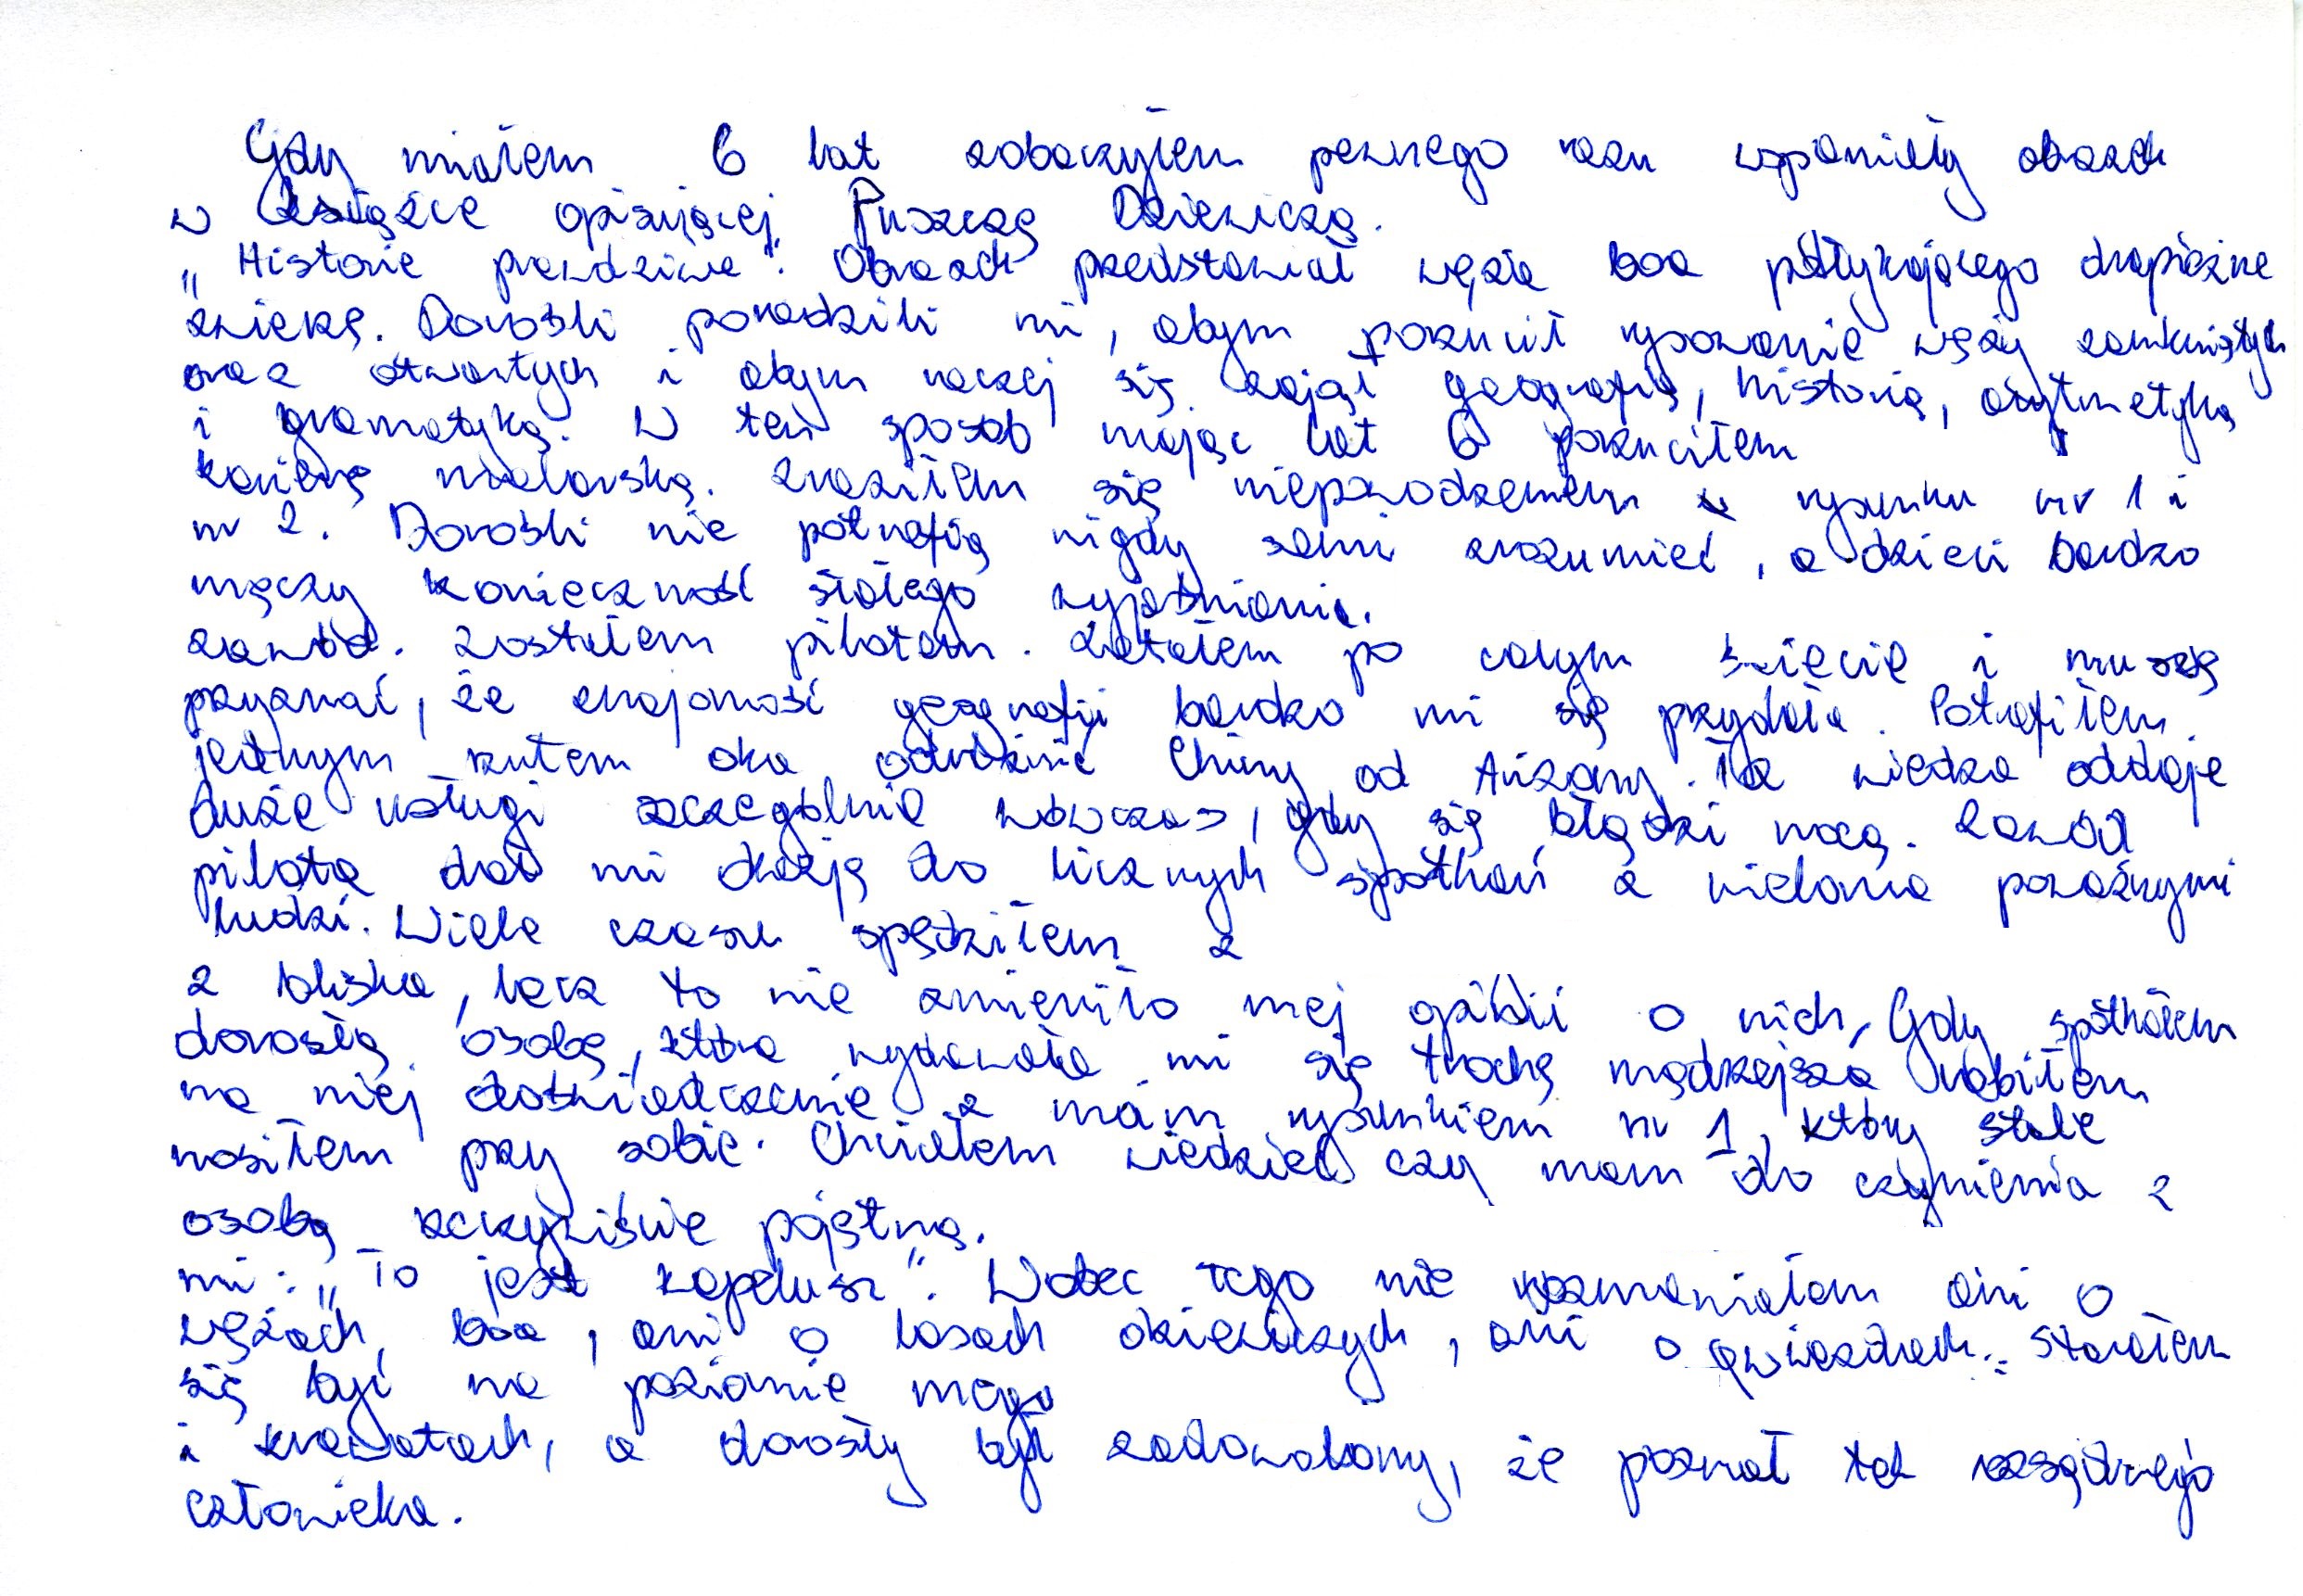 Gdy miałem 6 lat zobaczyłem pewnego razu wspaniały obrazek
w książce opisującej Puszczę Dziewiczą.
„Historie prawdziwe". Obrazek przedstawiał węża boa połykającego drapieżne
zwierzę. Dorośli poradzili mi, abym porzucił rysowanie węży zamkniętych
oraz otwartych i abym raczej się zajął geografią, historią, arytmetyką
i gramatyką. W ten sposób mając lat 6 porzuciłem
karierę malarską. Zraziłem się niepowodzeniem rysunku nr 1 i
nr 2. Dorośli nie potrafią nigdy sami zrozumieć, a dzieci bardzo
męczy konieczność stałego wyjaśniania.
zawód. Zostałem pilotem. Latałem po całym świecie i muszę
przyznać, że znajomość geografii bardzo mi się przydała. Potrafiłem
jednym rzutem oka odróżnić Chiny od Arizony. Ta wiedza oddaje
duże usługi szczególnie wówczas, gdy się błądzi nocą. Zawód
pilota dał mi okazję do licznych spotkań z wieloma poważnymi
ludźi. Wiele czasu spędziłem z
z bliska, lecz to nie zmieniło mej opinii o nich. Gdy spotkałem
dorosłą osobę, która wydawała mi się trochę mądrzejsza robiłem
na niej doświadczenie z moim rysunkiem nr 1, który stale
nosiłem przy sobie. Chciałem wiedzieć czy mam do czynienia z
osobą rzeczywiście pojętną.
mi: „To jest kapelusz". Wobec tego nie rozmawiałem ani o
wężach boa, ani o lasach dziewiczych, ani o gwiazdach. Starałem
się być na poziomie mego
i krawatach, a dorosły był zadowolony, że poznał tak rozsądnego
człowieka.